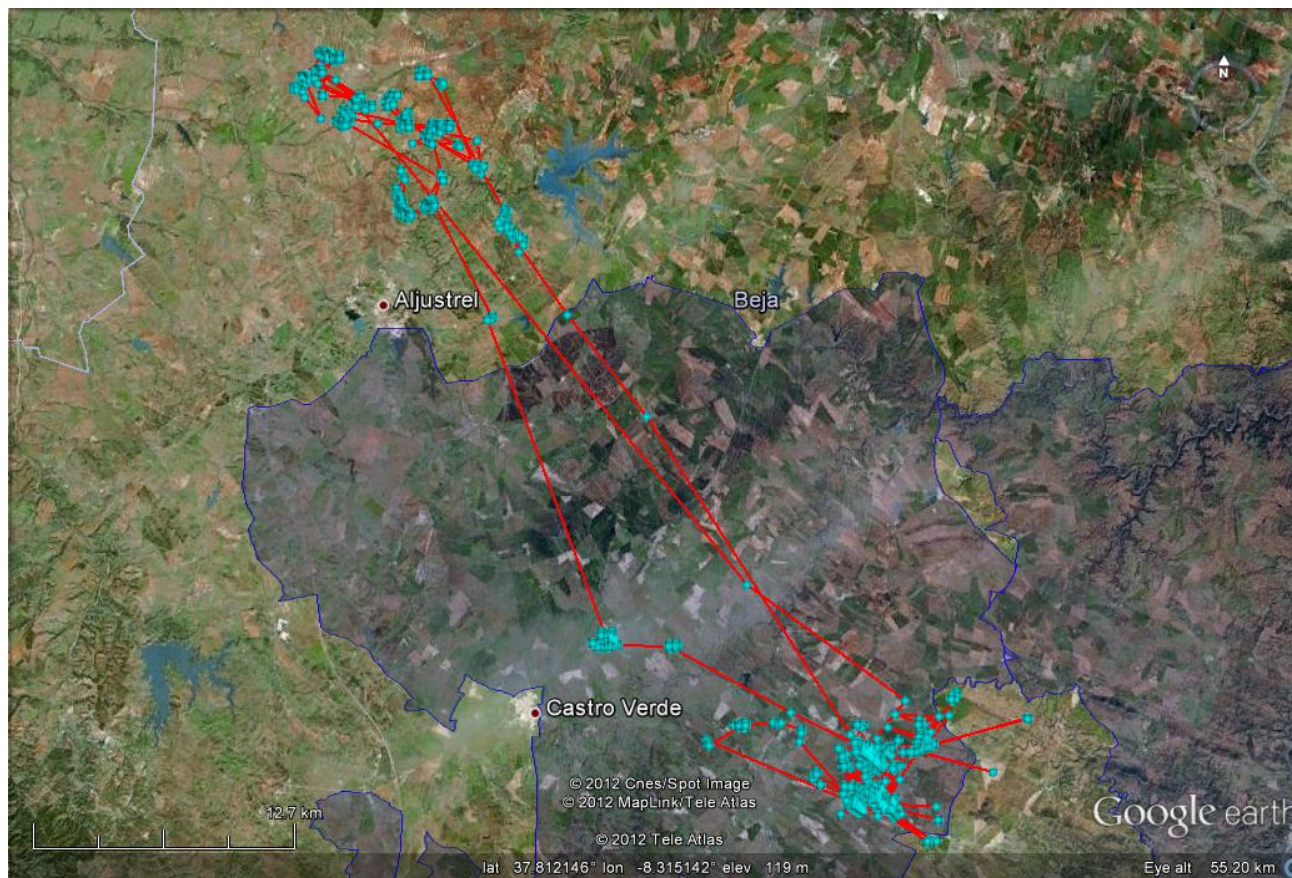 N
Aljustrel
Beja
Castro Verde
© 2012 Cnes/Spot Image
© 2012 MapLink/Tele Atlas
12.7 km
© 2012 Tele Atlas
Google earth
lat 37.812146° lon -8.315142° elev 119 m
Eye alt 55.20 km